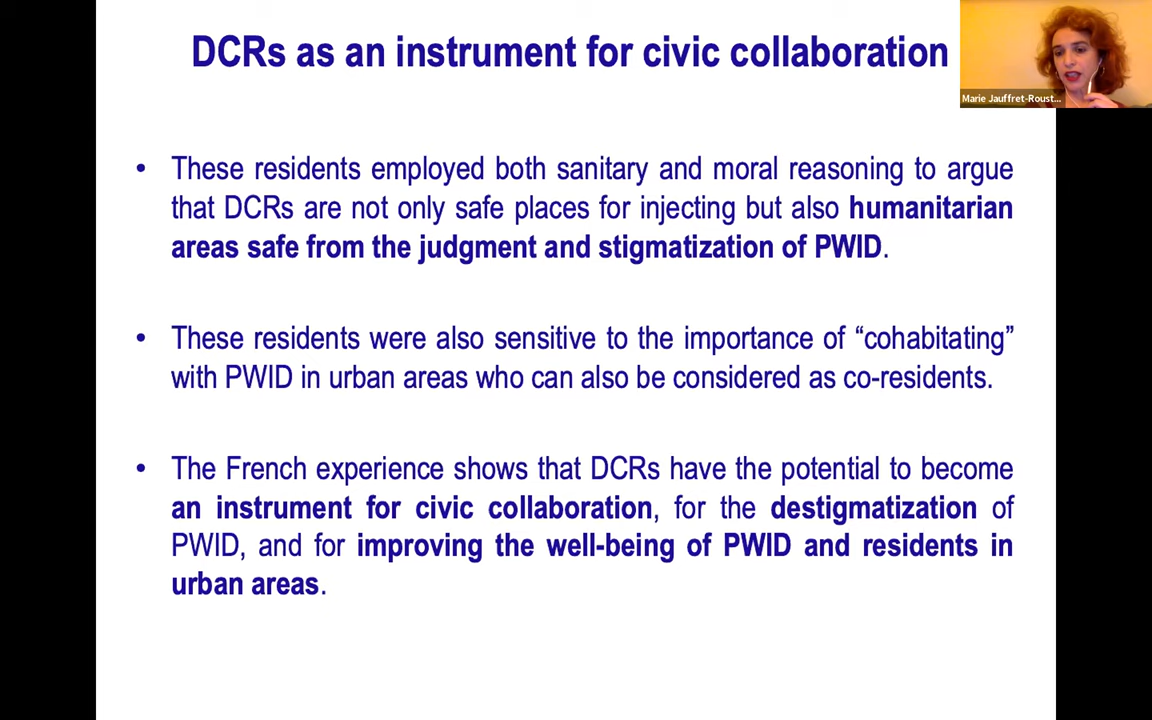 DCRs as an instrument for civic collaboration
Marie Jauffret-Roust...
• These residents employed both sanitary and moral reasoning to argue
that DCRs are not only safe places for injecting but also humanitarian
areas safe from the judgment and stigmatization of PWID.
• These residents were also sensitive to the importance of “cohabitating”
with PWID in urban areas who can also be considered as co-residents.
• The French experience shows that DCRs have the potential to become
an instrument for civic collaboration, for the destigmatization of
PWID, and for improving the well-being of PWID and residents in
urban areas.